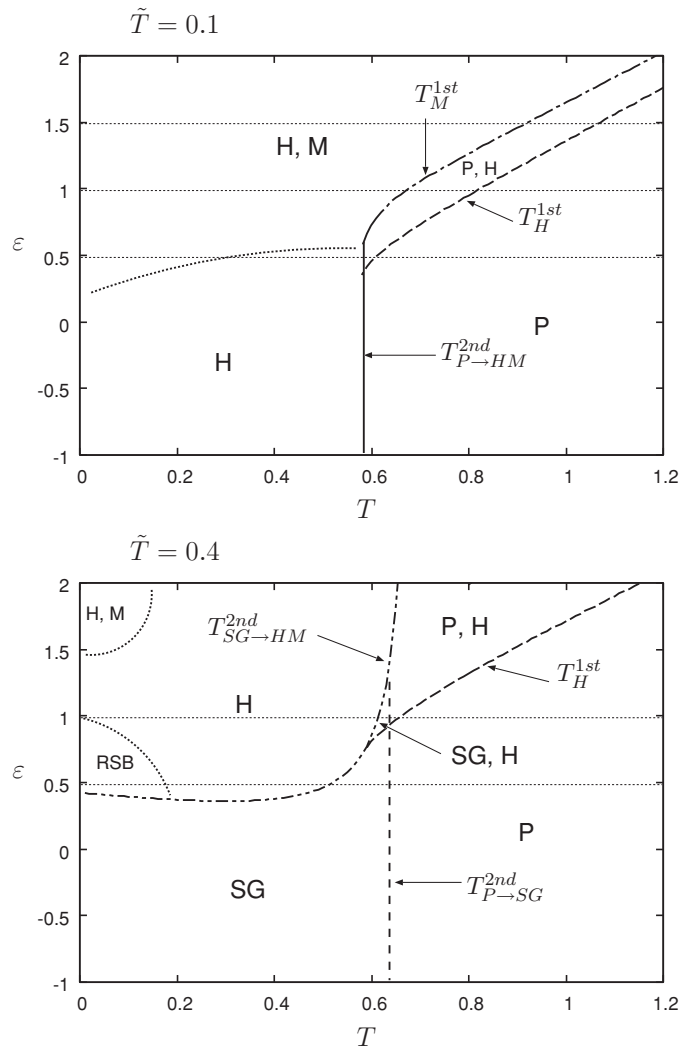 T̃ = 0.1
2
1.5
1
0.5
0
-0.5
-1
ε
H, M
T_M^{1st}
P, H
T_H^{1st}
P
T_{P→HM}^{2nd}
H
0 0.2 0.4 0.6 0.8 1 1.2
T
T̃ = 0.4
2
1.5
1
0.5
0
-0.5
-1
ε
H, M
T_{SG→HM}^{2nd}
P, H
T_H^{1st}
H
RSB
SG, H
P
SG
T_{P→SG}^{2nd}
0 0.2 0.4 0.6 0.8 1 1.2
T